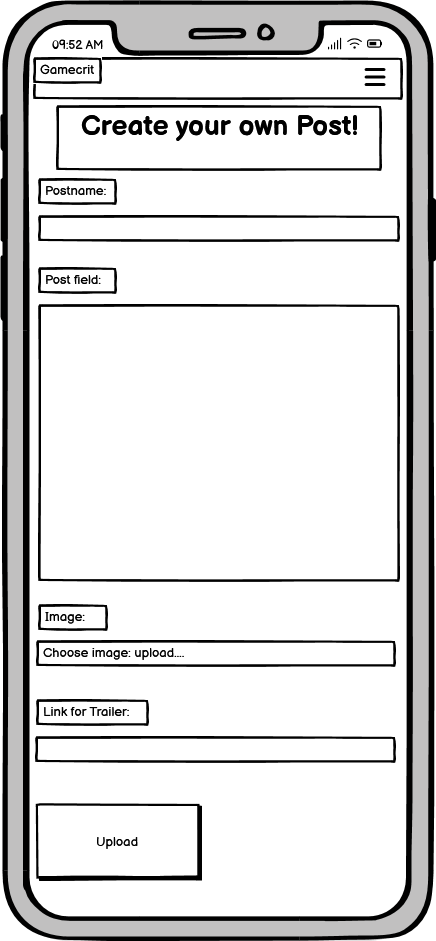 09:52 AM
Gamecrit
Create your own Post!
Postname:
Post field:
Image:
Choose image: upload....
Link for Trailer:
Upload